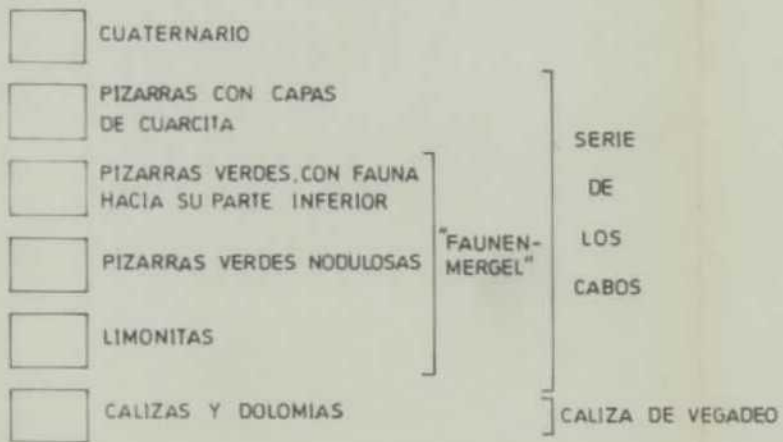 CUATERNARIO
PIZARRAS CON CAPAS
DE CUARCITA
PIZARRAS VERDES, CON FAUNA
HACIA SU PARTE INFERIOR
PIZARRAS VERDES NODULOSAS
LIMONITAS
CALIZAS Y DOLOMIAS
"FAUNEN-
MERGEL"
SERIE
DE
LOS
CABOS
CALIZA DE VEGADEO